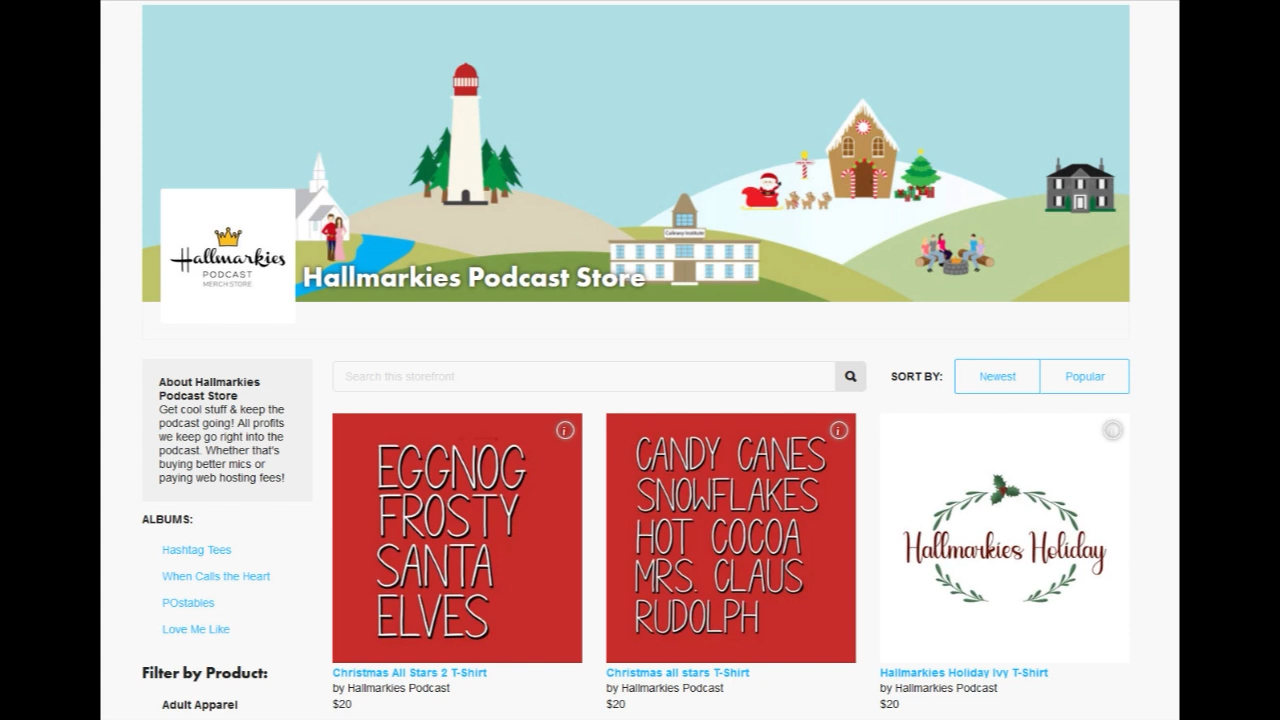 Culinary Institute
Hallmarkies
PODCAST
MERCH STORE
Hallmarkies Podcast Store
About Hallmarkies
Podcast Store
Get cool stuff & keep the
podcast going! All profits
we keep go right into the
podcast. Whether that's
buying better mics or
paying web hosting fees!
Search this storefront
SORT BY:
Newest
Popular
ALBUMS:
Hashtag Tees
When Calls the Heart
POstables
Love Me Like
Filter by Product:
Adult Apparel
EGGNOG
FROSTY
SANTA
ELVES
Christmas All Stars 2 T-Shirt
by Hallmarkies Podcast
$20
CANDY CANES
SNOWFLAKES
HOT COCOA
MRS. CLAUS
RUDOLPH
Christmas all stars T-Shirt
by Hallmarkies Podcast
$20
Hallmarkies Holiday
Hallmarkies Holiday Ivy T-Shirt
by Hallmarkies Podcast
$20